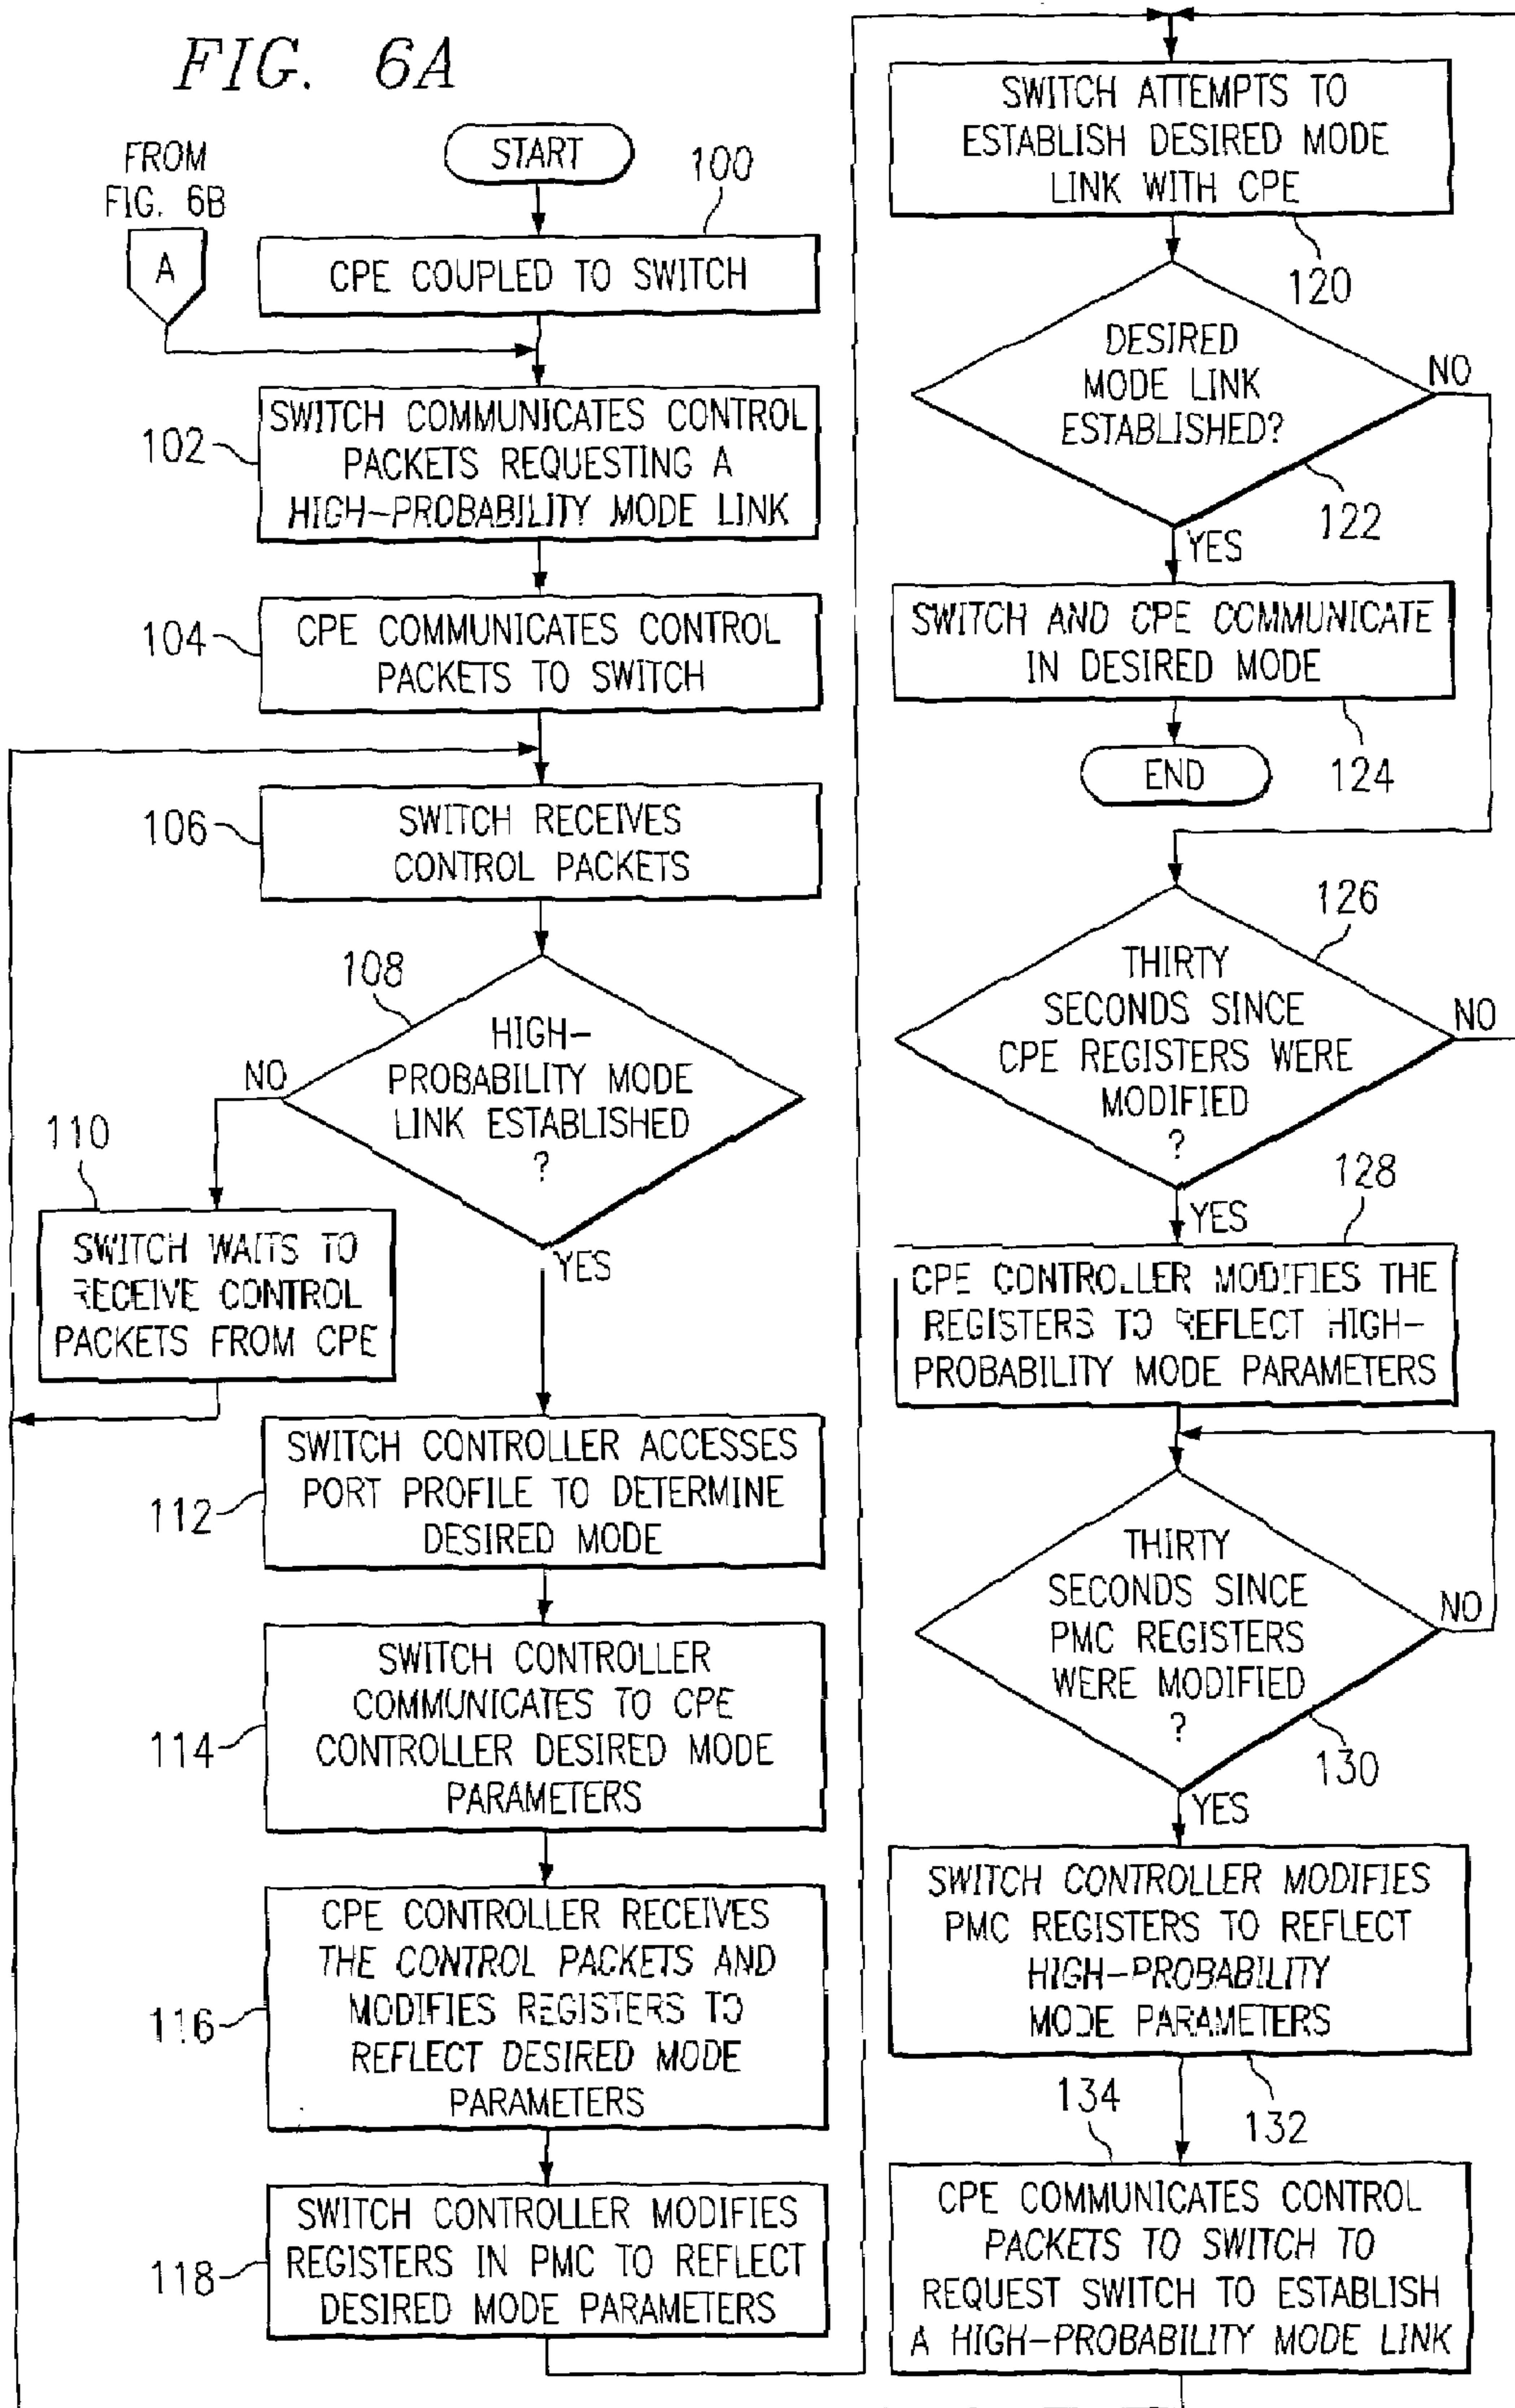 FIG. 6A
FROM
FIG. 6B
A
START
100
CPE COUPLED TO SWITCH
102
SWITCH COMMUNICATES CONTROL
PACKETS REQUESTING A
HIGH-PROBABILITY MODE LINK
104
CPE COMMUNICATES CONTROL
PACKETS TO SWITCH
106
SWITCH RECEIVES
CONTROL PACKETS
108
HIGH-
PROBABILITY MODE
LINK ESTABLISHED
?
NO
YES
110
SWITCH WAITS TO
RECEIVE CONTROL
PACKETS FROM CPE
112
SWITCH CONTROLLER ACCESSES
PORT PROFILE TO DETERMINE
DESIRED MODE
114
SWITCH CONTROLLER
COMMUNICATES TO CPE
CONTROLLER DESIRED MODE
PARAMETERS
116
CPE CONTROLLER RECEIVES
THE CONTROL PACKETS AND
MODIFIES REGISTERS TO
REFLECT DESIRED MODE
PARAMETERS
118
SWITCH CONTROLLER MODIFIES
REGISTERS IN PMC TO REFLECT
DESIRED MODE PARAMETERS
SWITCH ATTEMPTS TO
ESTABLISH DESIRED MODE
LINK WITH CPE
120
DESIRED
MODE LINK
ESTABLISHED?
NO
122
YES
SWITCH AND CPE COMMUNICATE
IN DESIRED MODE
124
END
126
THIRTY
SECONDS SINCE
CPE REGISTERS WERE
MODIFIED
?
NO
YES
128
CPE CONTROLLER MODIFIES THE
REGISTERS TO REFLECT HIGH-
PROBABILITY MODE PARAMETERS
THIRTY
SECONDS SINCE
PMC REGISTERS
WERE MODIFIED
?
NO
130
YES
SWITCH CONTROLLER MODIFIES
PMC REGISTERS TO REFLECT
HIGH-PROBABILITY
MODE PARAMETERS
132
134
CPE COMMUNICATES CONTROL
PACKETS TO SWITCH TO
REQUEST SWITCH TO ESTABLISH
A HIGH-PROBABILITY MODE LINK